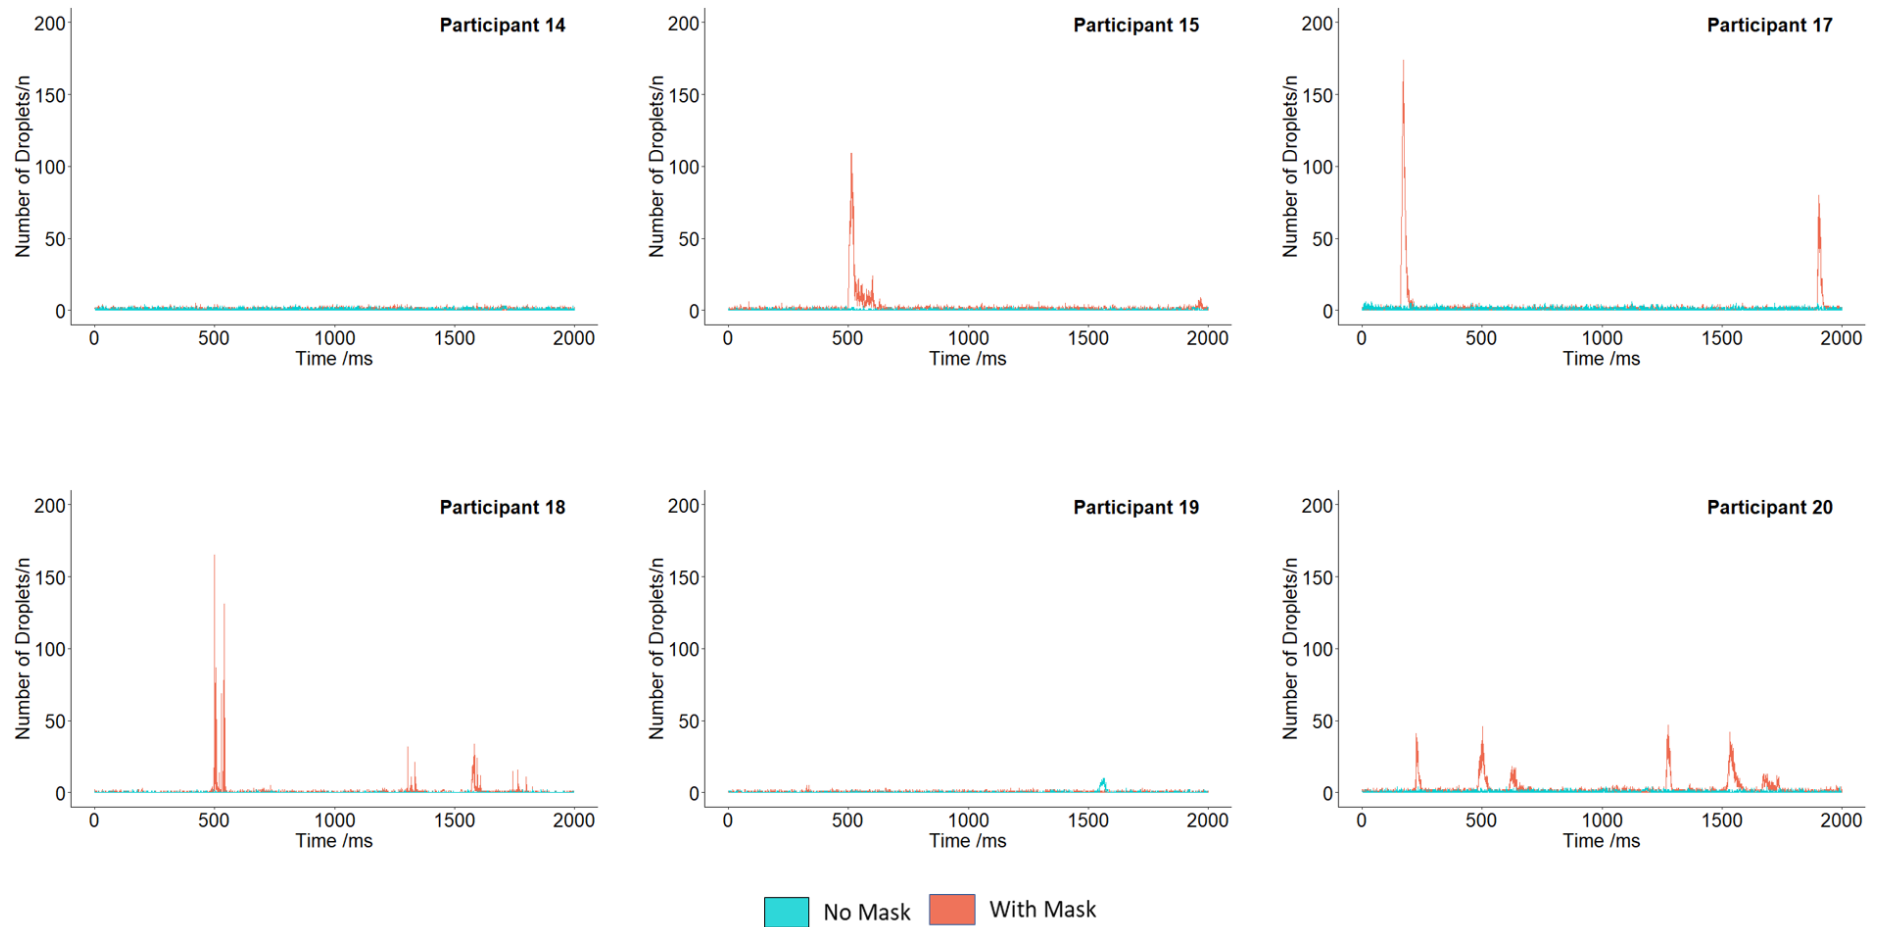 Participant 14
200
150
100
50
0
Number of Droplets/n
0 500 1000 1500 2000
Time /ms
Participant 15
200
150
100
50
0
Number of Droplets/n
0 500 1000 1500 2000
Time /ms
Participant 17
200
150
100
50
0
Number of Droplets/n
0 500 1000 1500 2000
Time /ms
Participant 18
200
150
100
50
0
Number of Droplets/n
0 500 1000 1500 2000
Time /ms
Participant 19
200
150
100
50
0
Number of Droplets/n
0 500 1000 1500 2000
Time /ms
Participant 20
200
150
100
50
0
Number of Droplets/n
0 500 1000 1500 2000
Time /ms
No Mask With Mask